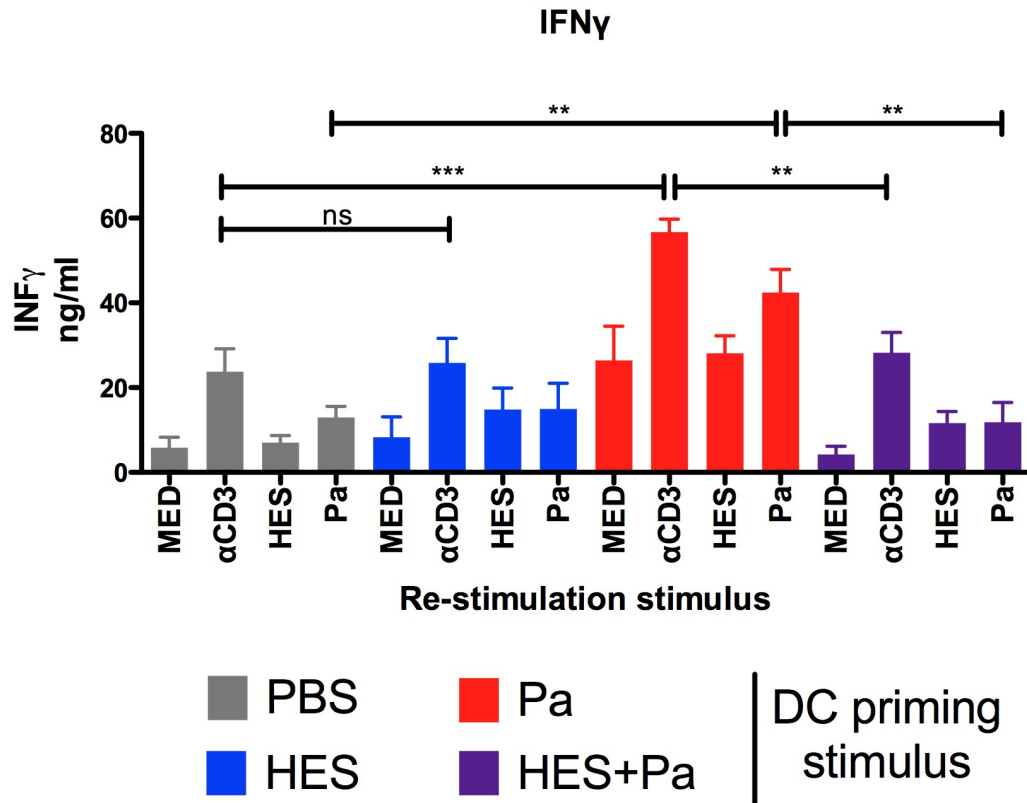 IFNγ
** **
*** **
ns
80
60
40
20
0
INFγ
ng/ml
MED αCD3 HES Pa MED αCD3 HES Pa MED αCD3 HES Pa MED αCD3 HES Pa
Re-stimulation stimulus
PBS Pa
HES HES+Pa
DC priming
stimulus